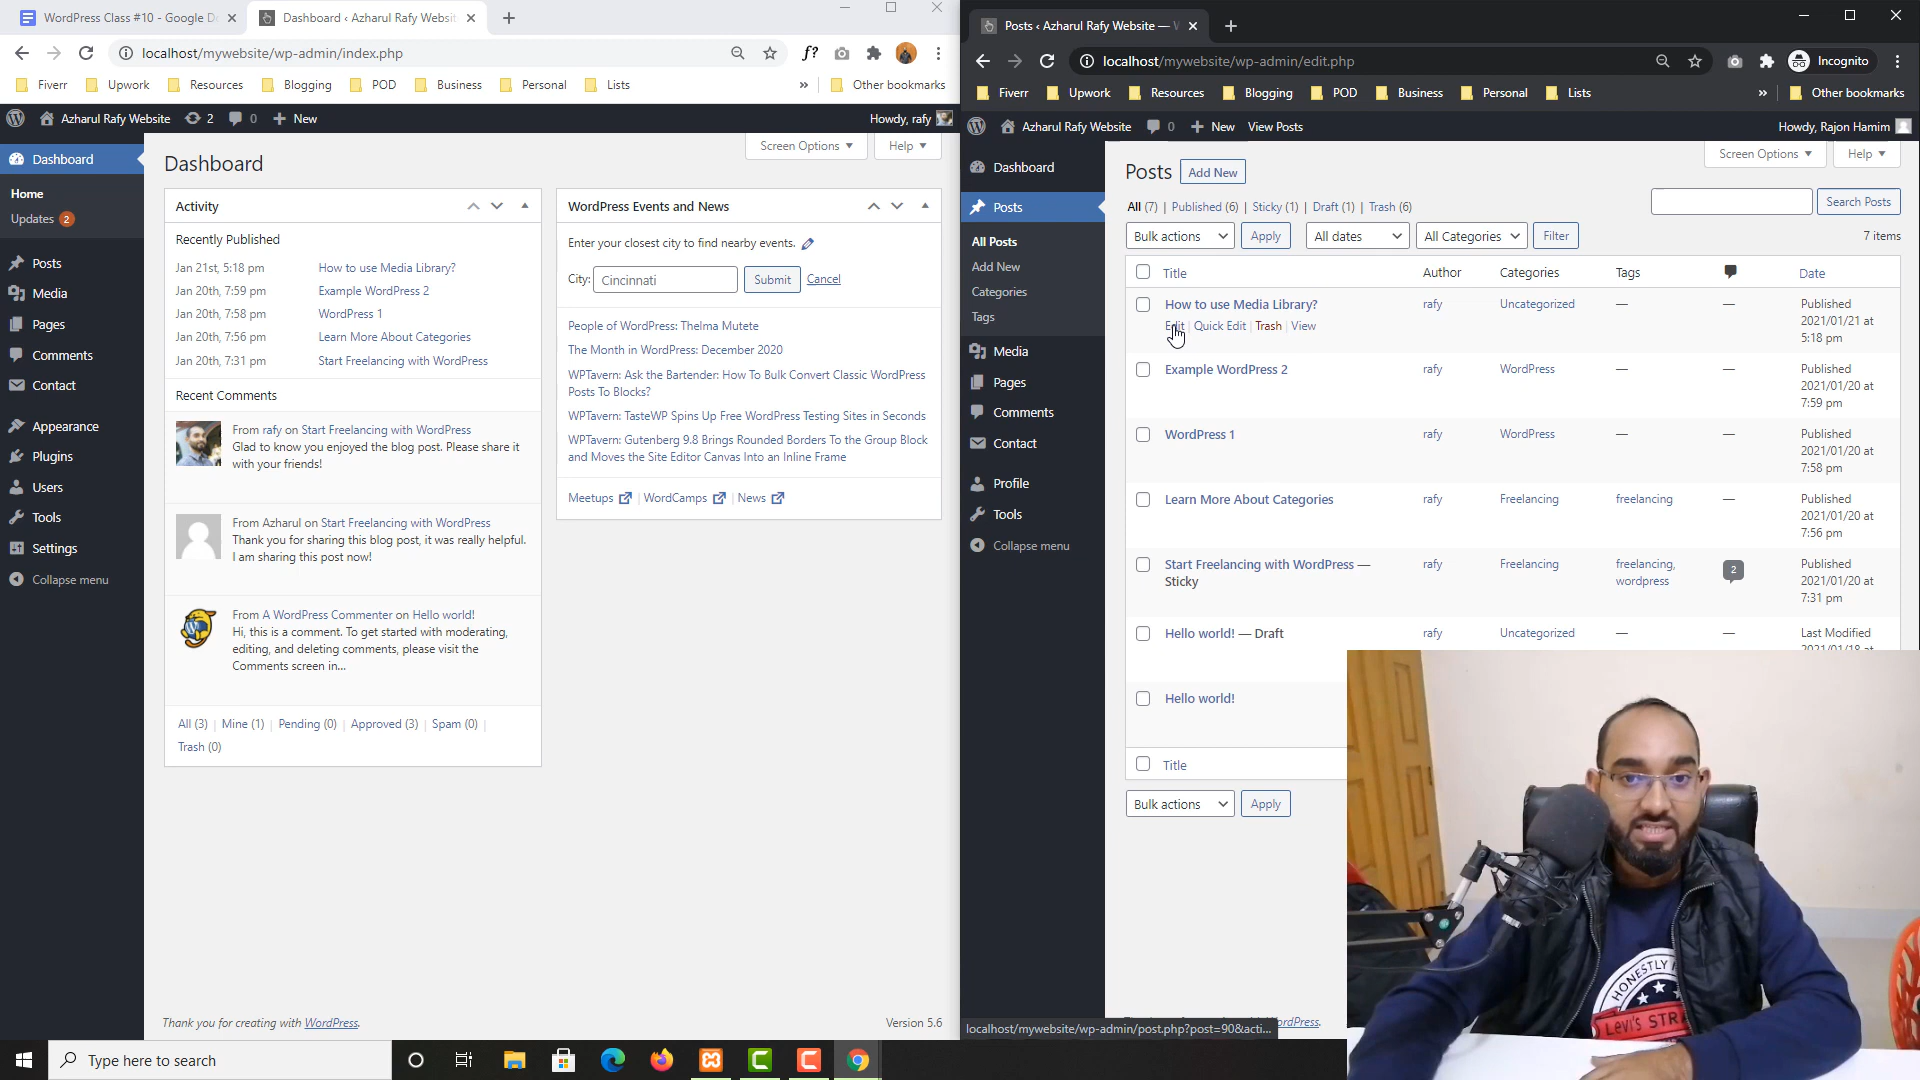 WordPress Class #10 - Google D
Dashboard ‹ Azharul Rafy Websit
localhost/mywebsite/wp-admin/index.php
f?
Fiverr
Upwork
Resources
Blogging
POD
Business
Personal
Lists
»
Other bookmarks
Azharul Rafy Website
2
0
New
Howdy, rafy
Dashboard
Home
Updates 2
Posts
Media
Pages
Comments
Contact
Appearance
Plugins
Users
Tools
Settings
Collapse menu
Dashboard
Screen Options
Help
Activity
Recently Published
Jan 21st, 5:18 pm How to use Media Library?
Jan 20th, 7:59 pm Example WordPress 2
Jan 20th, 7:58 pm WordPress 1
Jan 20th, 7:56 pm Learn More About Categories
Jan 20th, 7:31 pm Start Freelancing with WordPress
Recent Comments
From rafy on Start Freelancing with WordPress
Glad to know you enjoyed the blog post. Please share it
with your friends!
From Azharul on Start Freelancing with WordPress
Thank you for sharing this blog post, it was really helpful.
I am sharing this post now!
From A WordPress Commenter on Hello world!
Hi, this is a comment. To get started with moderating,
editing, and deleting comments, please visit the
Comments screen in...
All (3) | Mine (1) | Pending (0) | Approved (3) | Spam (0) |
Trash (0)
WordPress Events and News
Enter your closest city to find nearby events.
City: Cincinnati Submit Cancel
People of WordPress: Thelma Mutete
The Month in WordPress: December 2020
WPTavern: Ask the Bartender: How To Bulk Convert Classic WordPress
Posts To Blocks?
WPTavern: TasteWP Spins Up Free WordPress Testing Sites in Seconds
WPTavern: Gutenberg 9.8 Brings Rounded Borders To the Group Block
and Moves the Site Editor Canvas Into an Inline Frame
Meetups | WordCamps | News
Thank you for creating with WordPress.
Version 5.6
Posts ‹ Azharul Rafy Website —
localhost/mywebsite/wp-admin/edit.php
Incognito
Fiverr
Upwork
Resources
Blogging
POD
Business
Personal
Lists
»
Other bookmarks
Azharul Rafy Website
0
New
View Posts
Howdy, Rajon Hamim
Dashboard
Posts
All Posts
Add New
Categories
Tags
Media
Pages
Comments
Contact
Profile
Tools
Collapse menu
Screen Options
Help
Posts Add New
All (7) | Published (6) | Sticky (1) | Draft (1) | Trash (6)
Search Posts
Bulk actions Apply All dates All Categories Filter 7 items
Title Author Categories Tags Date
How to use Media Library? rafy Uncategorized — — Published
Edit | Quick Edit | Trash | View 2021/01/21 at
5:18 pm
Example WordPress 2 rafy WordPress — — Published
2021/01/20 at
7:59 pm
WordPress 1 rafy WordPress — — Published
2021/01/20 at
7:58 pm
Learn More About Categories rafy Freelancing freelancing — Published
2021/01/20 at
7:56 pm
Start Freelancing with WordPress — rafy Freelancing freelancing, 2 Published
Sticky wordpress 2021/01/20 at
7:31 pm
Hello world! — Draft rafy Uncategorized — — Last Modified
Hello world!
Title
Bulk actions Apply
localhost/mywebsite/wp-admin/post.php?post=90&acti...
HONESTLY
Levi's
Type here to search